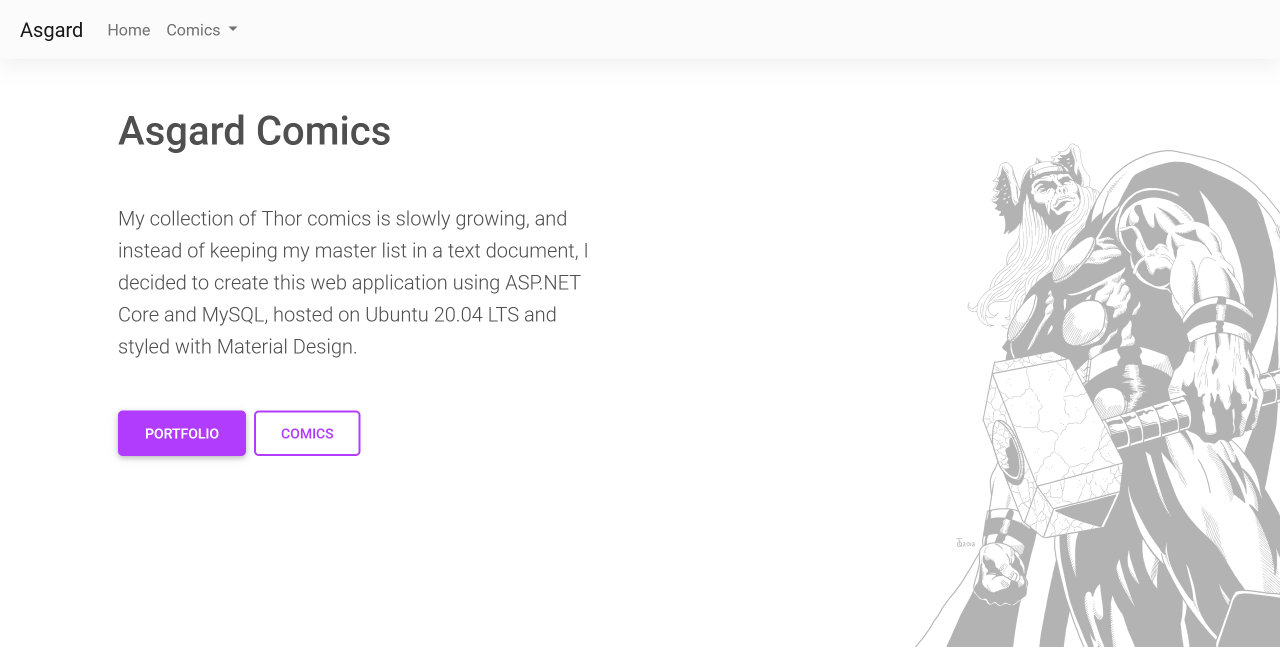 Asgard Home Comics
Asgard Comics
My collection of Thor comics is slowly growing, and
instead of keeping my master list in a text document, I
decided to create this web application using ASP.NET
Core and MySQL, hosted on Ubuntu 20.04 LTS and
styled with Material Design.
PORTFOLIO COMICS